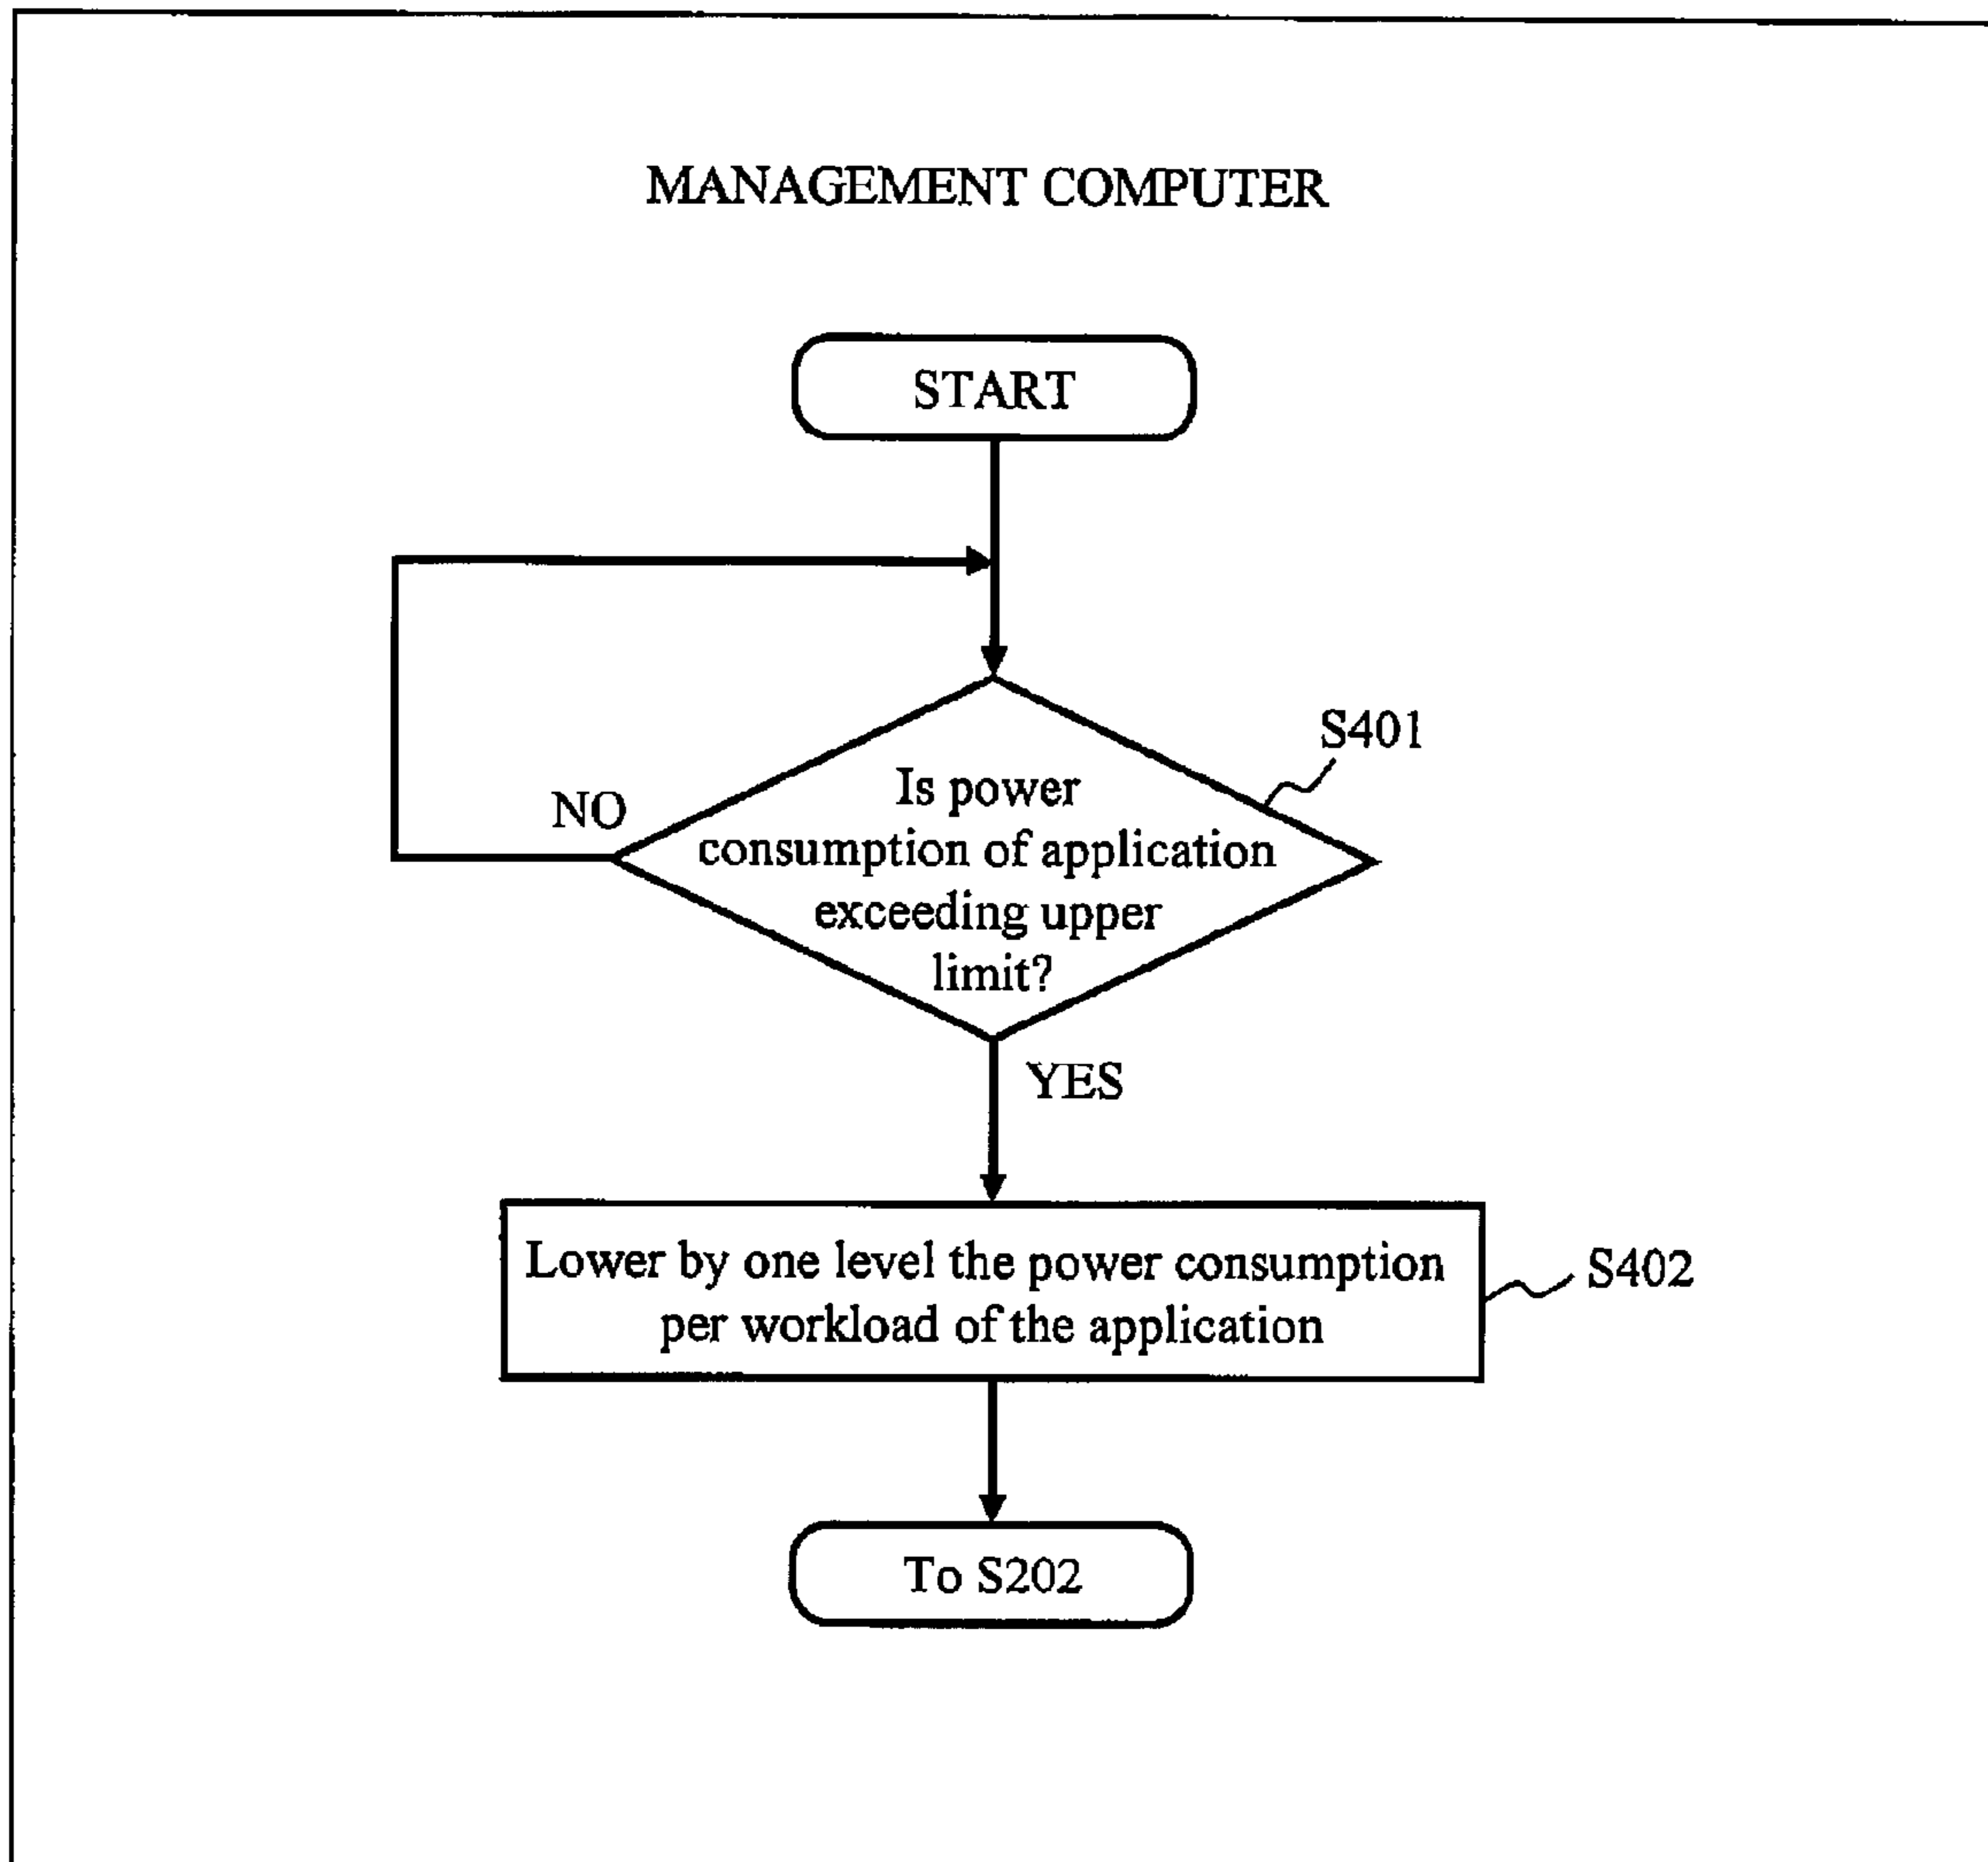 MANAGEMENT COMPUTER
START
S401
NO
Is power
consumption of application
exceeding upper
limit?
YES
Lower by one level the power consumption
per workload of the application
S402
To S202